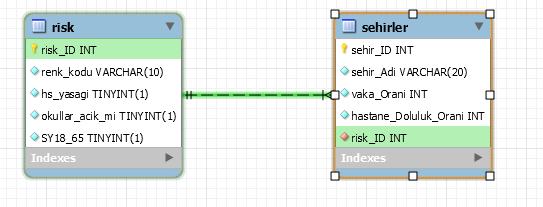 risk
risk_ID INT
renk_kodu VARCHAR(10)
hs_yasagi TINYINT(1)
okullar_acik_mi TINYINT(1)
SY18_65 TINYINT(1)
Indexes
sehirler
sehir_ID INT
sehir_Adi VARCHAR(20)
vaka_Orani INT
hastane_Doluluk_Orani INT
risk_ID INT
Indexes